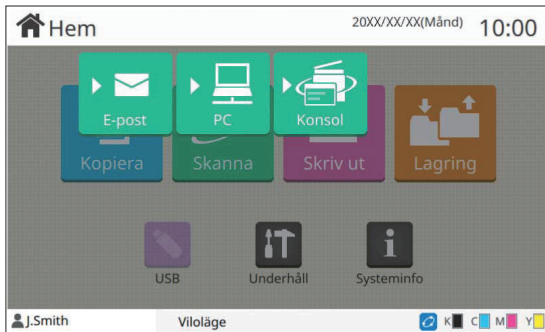 Hem 20XX/XX/XX(Månd) 10:00
E-post PC Konsol
Kopiera Skanna Skriv ut Lagring
USB Underhåll Systeminfo
J.Smith Viloläge K C M Y